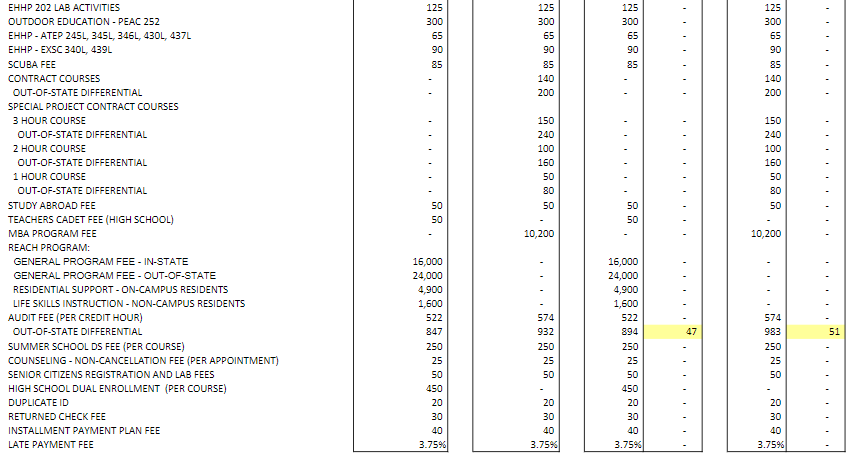 EHHP 202 LAB ACTIVITIES 125 125 125 - 125 -
OUTDOOR EDUCATION - PEAC 252 300 300 300 - 300 -
EHHP - ATEP 245L, 345L, 346L, 430L, 437L 65 65 65 - 65 -
EHHP - EXSC 340L, 439L 90 90 90 - 90 -
SCUBA FEE 85 85 85 - 85 -
CONTRACT COURSES - 140 - - 140 -
OUT-OF-STATE DIFFERENTIAL - 200 - - 200 -
SPECIAL PROJECT CONTRACT COURSES
3 HOUR COURSE - 150 - - 150 -
OUT-OF-STATE DIFFERENTIAL - 240 - - 240 -
2 HOUR COURSE - 100 - - 100 -
OUT-OF-STATE DIFFERENTIAL - 160 - - 160 -
1 HOUR COURSE - 50 - - 50 -
OUT-OF-STATE DIFFERENTIAL - 80 - - 80 -
STUDY ABROAD FEE 50 50 50 - 50 -
TEACHERS CADET FEE (HIGH SCHOOL) 50 - 50 - - -
MBA PROGRAM FEE - 10,200 - - 10,200 -
REACH PROGRAM:
GENERAL PROGRAM FEE - IN-STATE 16,000 - 16,000 - - -
GENERAL PROGRAM FEE - OUT-OF-STATE 24,000 - 24,000 - - -
RESIDENTIAL SUPPORT - ON-CAMPUS RESIDENTS 4,900 - 4,900 - - -
LIFE SKILLS INSTRUCTION - NON-CAMPUS RESIDENTS 1,600 - 1,600 - - -
AUDIT FEE (PER CREDIT HOUR) 522 574 522 - 574 -
OUT-OF-STATE DIFFERENTIAL 847 932 894 47 983 51
SUMMER SCHOOL DS FEE (PER COURSE) 250 250 250 - 250 -
COUNSELING - NON-CANCELLATION FEE (PER APPOINTMENT) 25 25 25 - 25 -
SENIOR CITIZENS REGISTRATION AND LAB FEES 50 50 50 - 50 -
HIGH SCHOOL DUAL ENROLLMENT (PER COURSE) 450 - 450 - - -
DUPLICATE ID 20 20 20 - 20 -
RETURNED CHECK FEE 30 30 30 - 30 -
INSTALLMENT PAYMENT PLAN FEE 40 40 40 - 40 -
LATE PAYMENT FEE 3.75% 3.75% 3.75% - 3.75% -